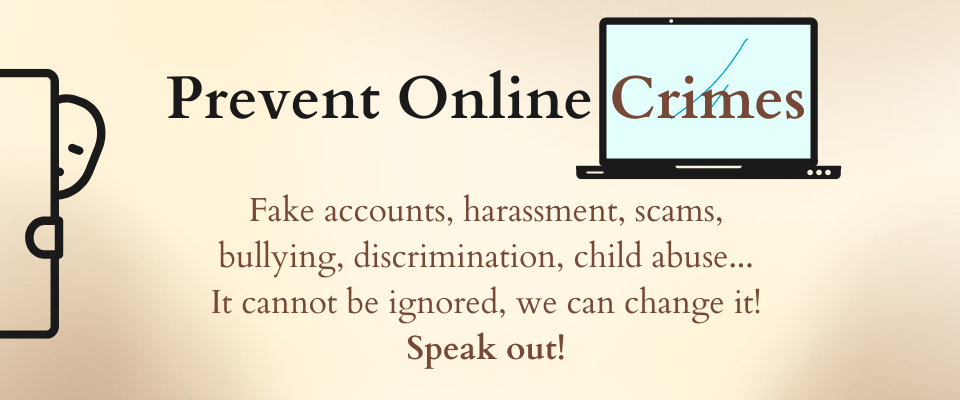 Prevent Online Crimes
Fake accounts, harassment, scams,
bullying, discrimination, child abuse...
It cannot be ignored, we can change it!
Speak out!